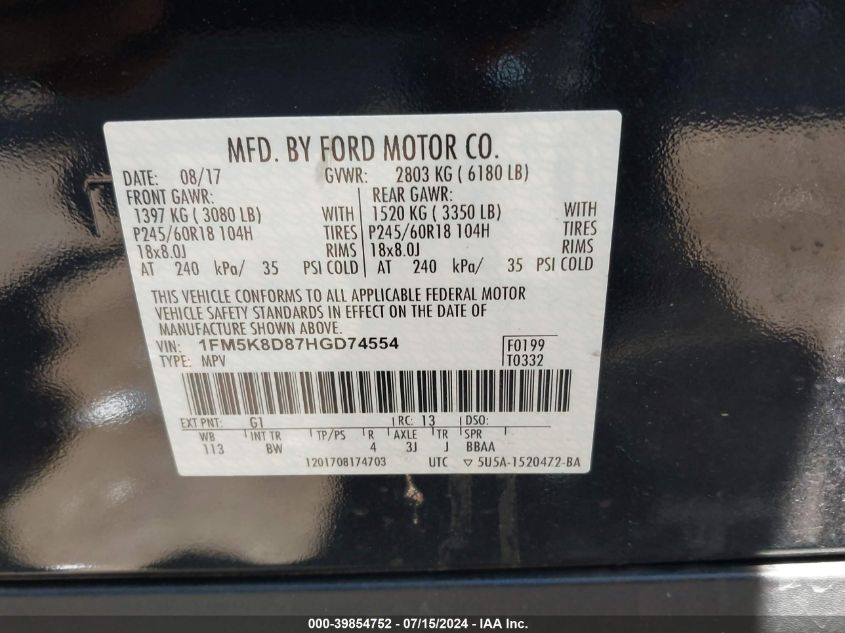 MFD. BY FORD MOTOR CO.
DATE: 08/17 GVWR: 2803 KG ( 6180 LB)
FRONT GAWR: REAR GAWR:
1397 KG ( 3080 LB) WITH 1520 KG ( 3350 LB) WITH
P245/60R18 104H TIRES P245/60R18 104H TIRES
18x8.0J RIMS 18x8.0J RIMS
AT 240 kPa/ 35 PSI COLD AT 240 kPa/ 35 PSI COLD
THIS VEHICLE CONFORMS TO ALL APPLICABLE FEDERAL MOTOR
VEHICLE SAFETY STANDARDS IN EFFECT ON THE DATE OF
MANUFACTURE SHOWN ABOVE.
VIN: 1FM5K8D87HGD74554 F0199
TYPE: MPV T0332
EXT PNT: G1 RC: 13 DSO:
WB INT TR TP/PS R AXLE TR SPR
113 BW 4 3J J BBAA
1201708174703 UTC ▽ 5U5A-1520472-BA
000-39854752 / 07/15/2024 / USA - IAAI - IAA, Inc.